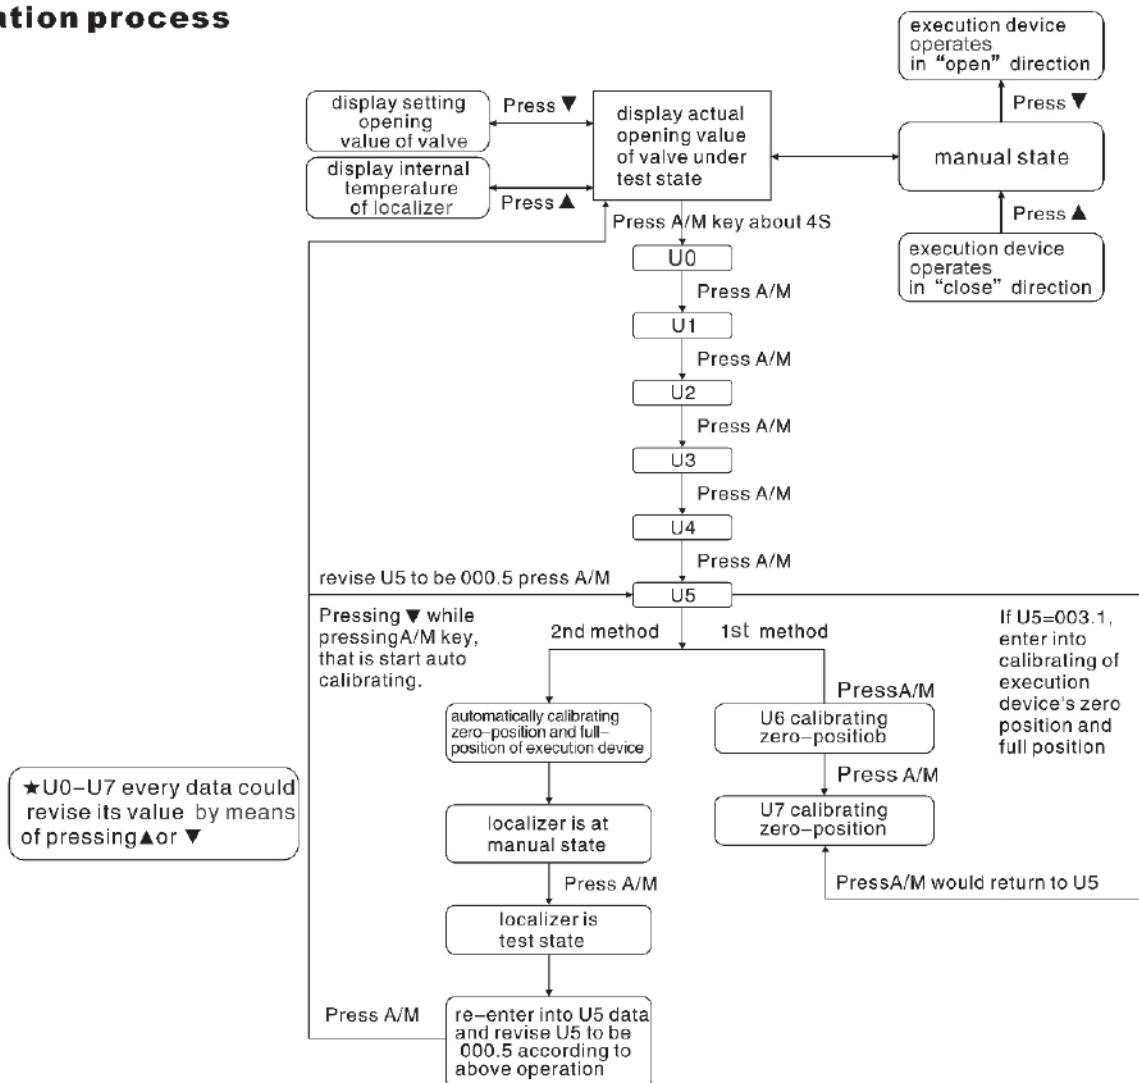 ation process
execution device
operates
in “open” direction
Press ▼
manual state
Press ▲
execution device
operates
in “close” direction
display setting
opening
value of valve
Press ▼
display internal
temperature
of localizer
Press ▲
display actual
opening value
of valve under
test state
Press A/M key about 4S
U0
Press A/M
U1
Press A/M
U2
Press A/M
U3
Press A/M
U4
Press A/M
revise U5 to be 000.5 press A/M
U5
Pressing ▼ while
pressingA/M key,
that is start auto
calibrating.
2nd method
1st method
If U5=003.1,
enter into
calibrating of
execution
device's zero
position and
full position
automatically calibrating
zero–position and full–
position of execution device
PressA/M
U6 calibrating
zero–positiob
Press A/M
U7 calibrating
zero–position
PressA/M would return to U5
localizer is at
manual state
Press A/M
localizer is
test state
★U0–U7 every data could
revise its value by means
of pressing▲or ▼
Press A/M
re–enter into U5 data
and revise U5 to be
000.5 according to
above operation